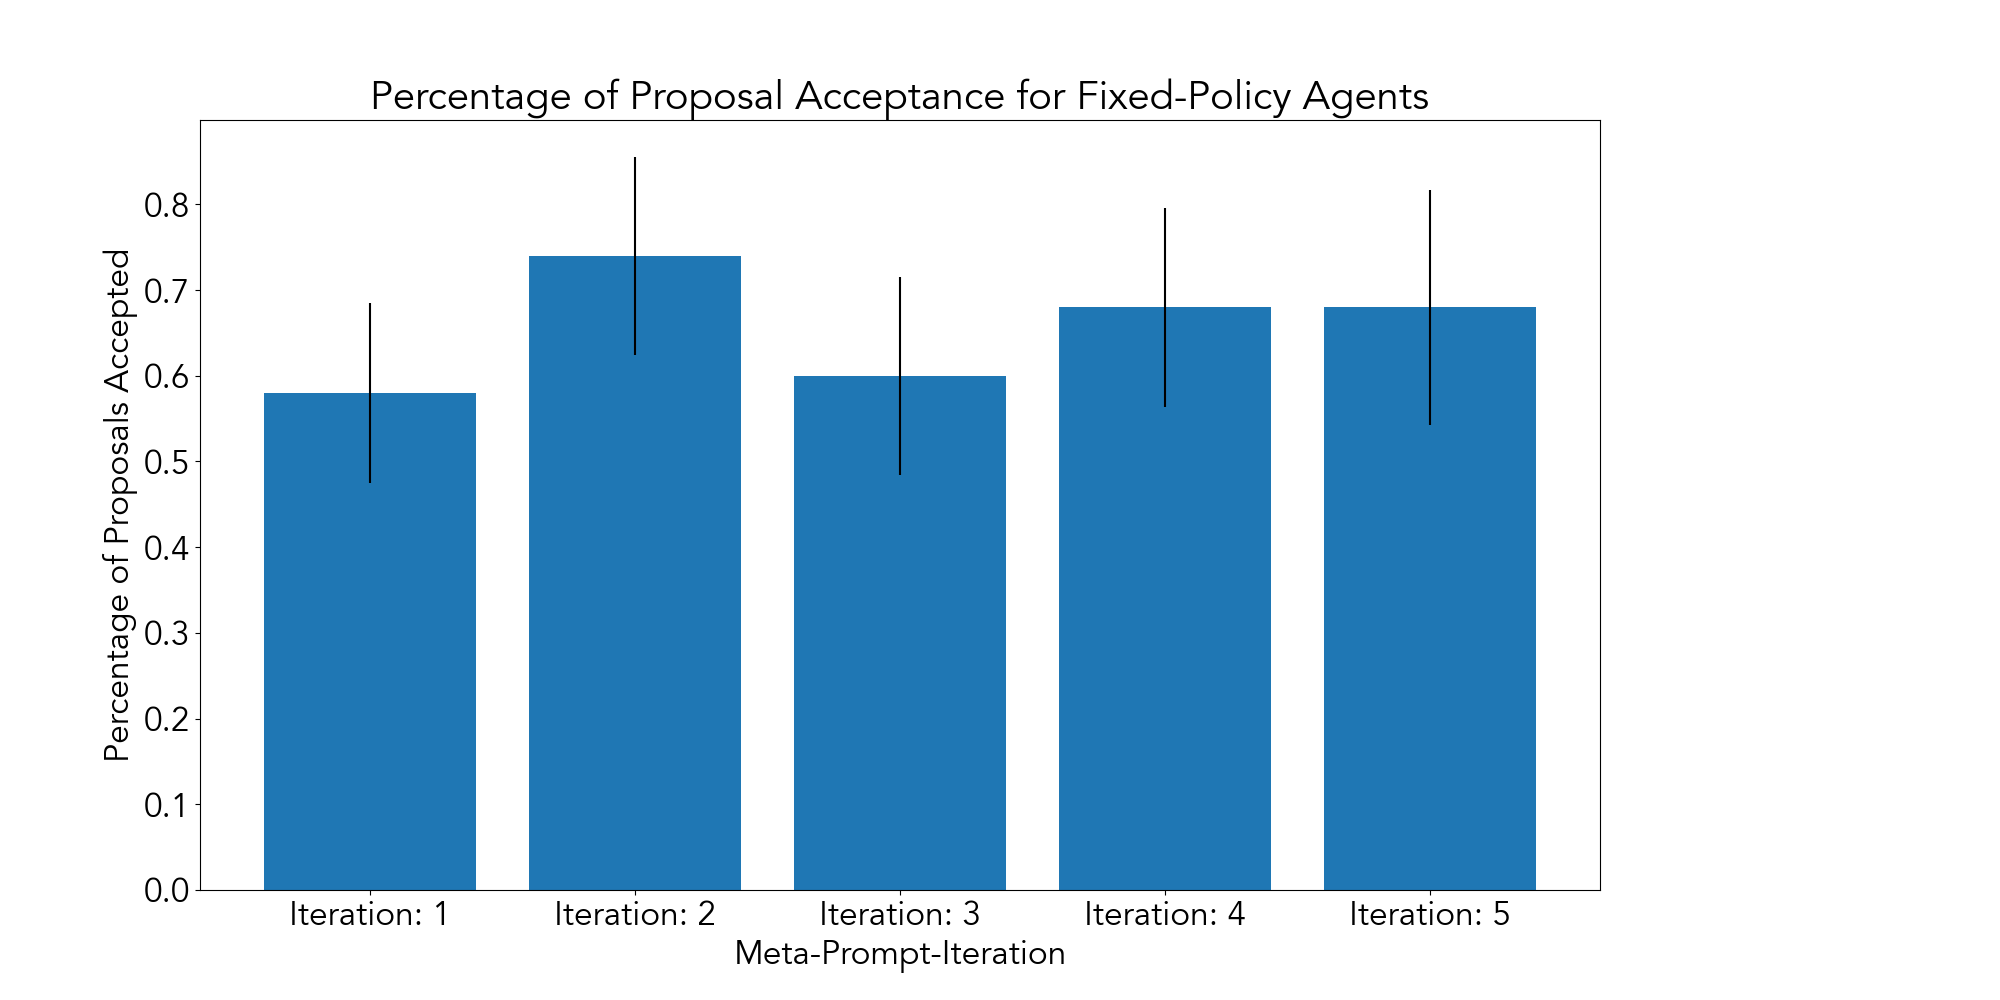 Percentage of Proposal Acceptance for Fixed-Policy Agents
Percentage of Proposals Accepted
0.8
0.7
0.6
0.5
0.4
0.3
0.2
0.1
0.0
Iteration: 1 Iteration: 2 Iteration: 3 Iteration: 4 Iteration: 5
Meta-Prompt-Iteration